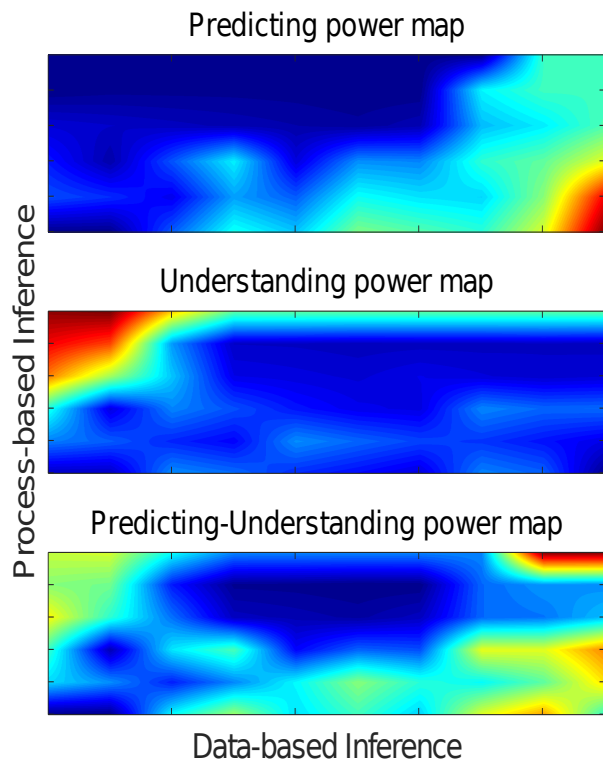 Predicting power map
Understanding power map
Predicting-Understanding power map
Process-based Inference
Data-based Inference